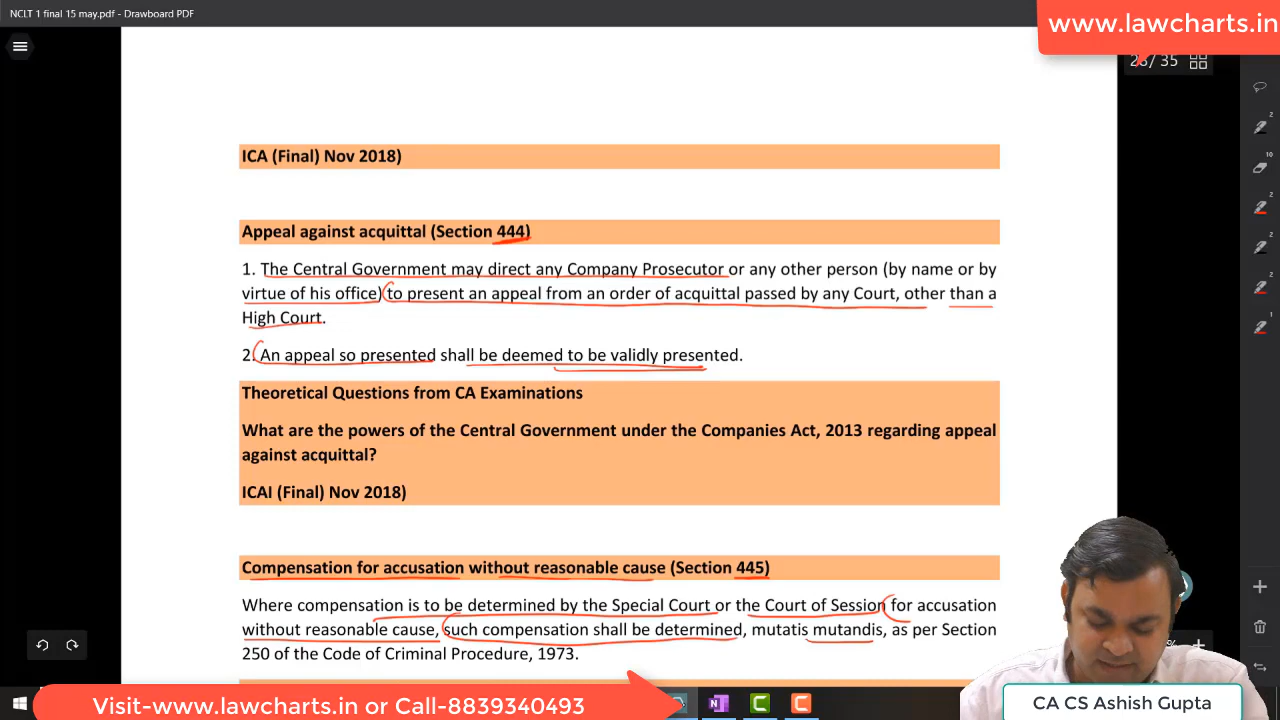 NCLT 1 final 15 may.pdf - Drawboard PDF
www.lawcharts.in
/ 35
ICA (Final) Nov 2018)
Appeal against acquittal (Section 444)
1. The Central Government may direct any Company Prosecutor or any other person (by name or by
virtue of his office) to present an appeal from an order of acquittal passed by any Court, other than a
High Court.
2. An appeal so presented shall be deemed to be validly presented.
Theoretical Questions from CA Examinations
What are the powers of the Central Government under the Companies Act, 2013 regarding appeal
against acquittal?
ICAI (Final) Nov 2018)
Compensation for accusation without reasonable cause (Section 445)
Where compensation is to be determined by the Special Court or the Court of Session for accusation
without reasonable cause, such compensation shall be determined, mutatis mutandis, as per Section
250 of the Code of Criminal Procedure, 1973.
2
10
2
2
2
1
%
Visit-www.lawcharts.in or Call-8839340493
CA CS Ashish Gupta